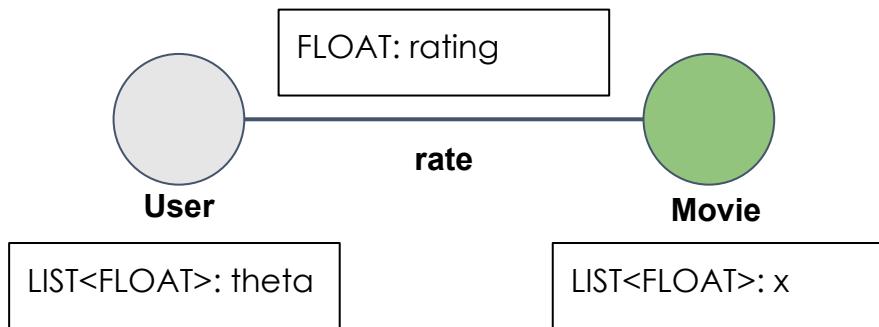 FLOAT: rating
rate
User
Movie
LIST<FLOAT>: theta
LIST<FLOAT>: x